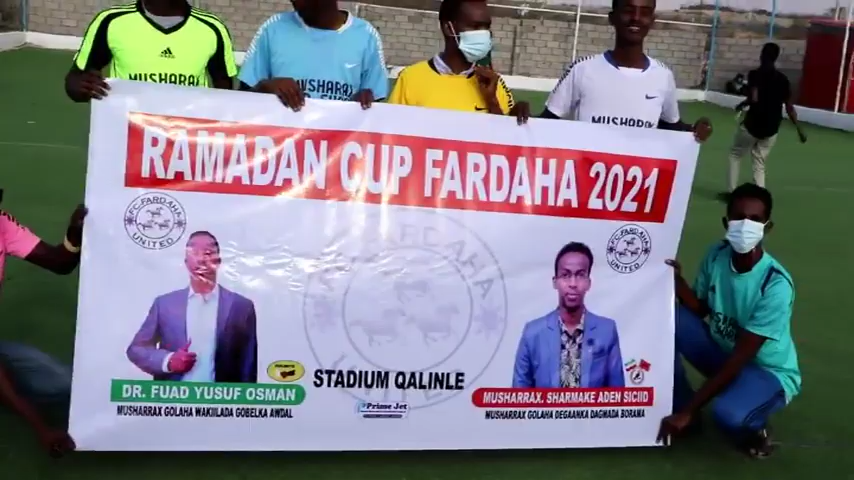 MUSHARAX
MUSHARAX
MUSHARAX
RAMADAN CUP FARDAHA 2021
FC-FARDAHA
UNITED
FC-FARDAHA
UNITED
STADIUM QALINLE
Prime Jet
DR. FUAD YUSUF OSMAN
MUSHARRAX GOLAHA WAKIILADA GOBELKA AWDAL
MUSHARRAX. SHARMAKE ADEN SICIID
MUSHARRAX GOLAHA DEGAANKA DAGMADA BORAMA